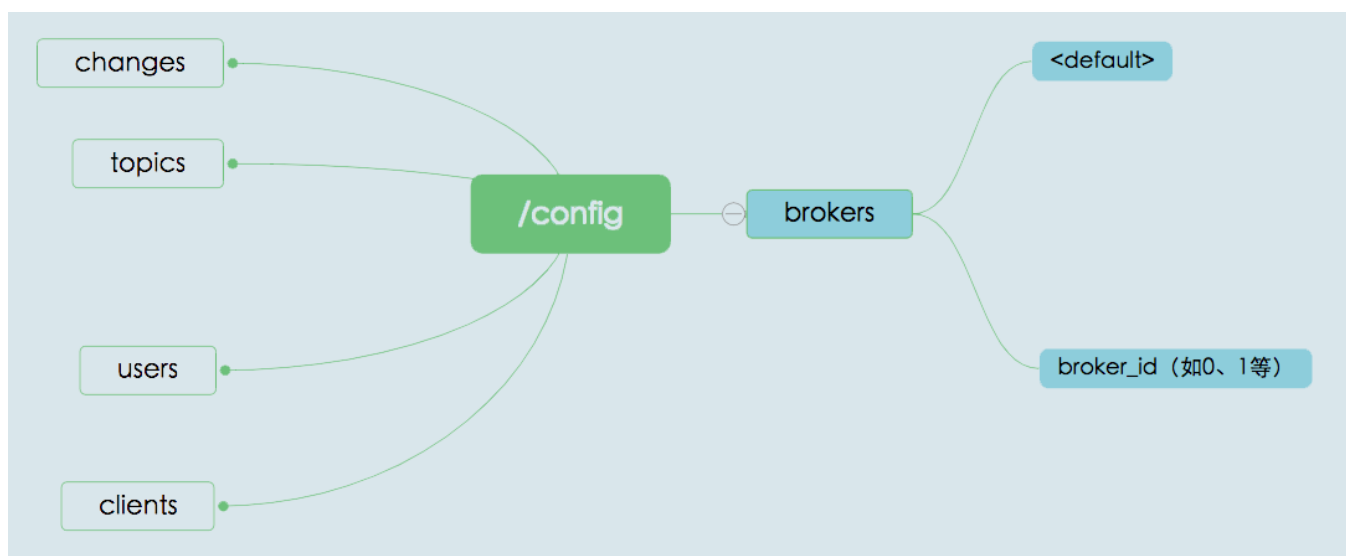 changes
topics
/config
users
clients
brokers
<default>
broker_id（如0、1等）